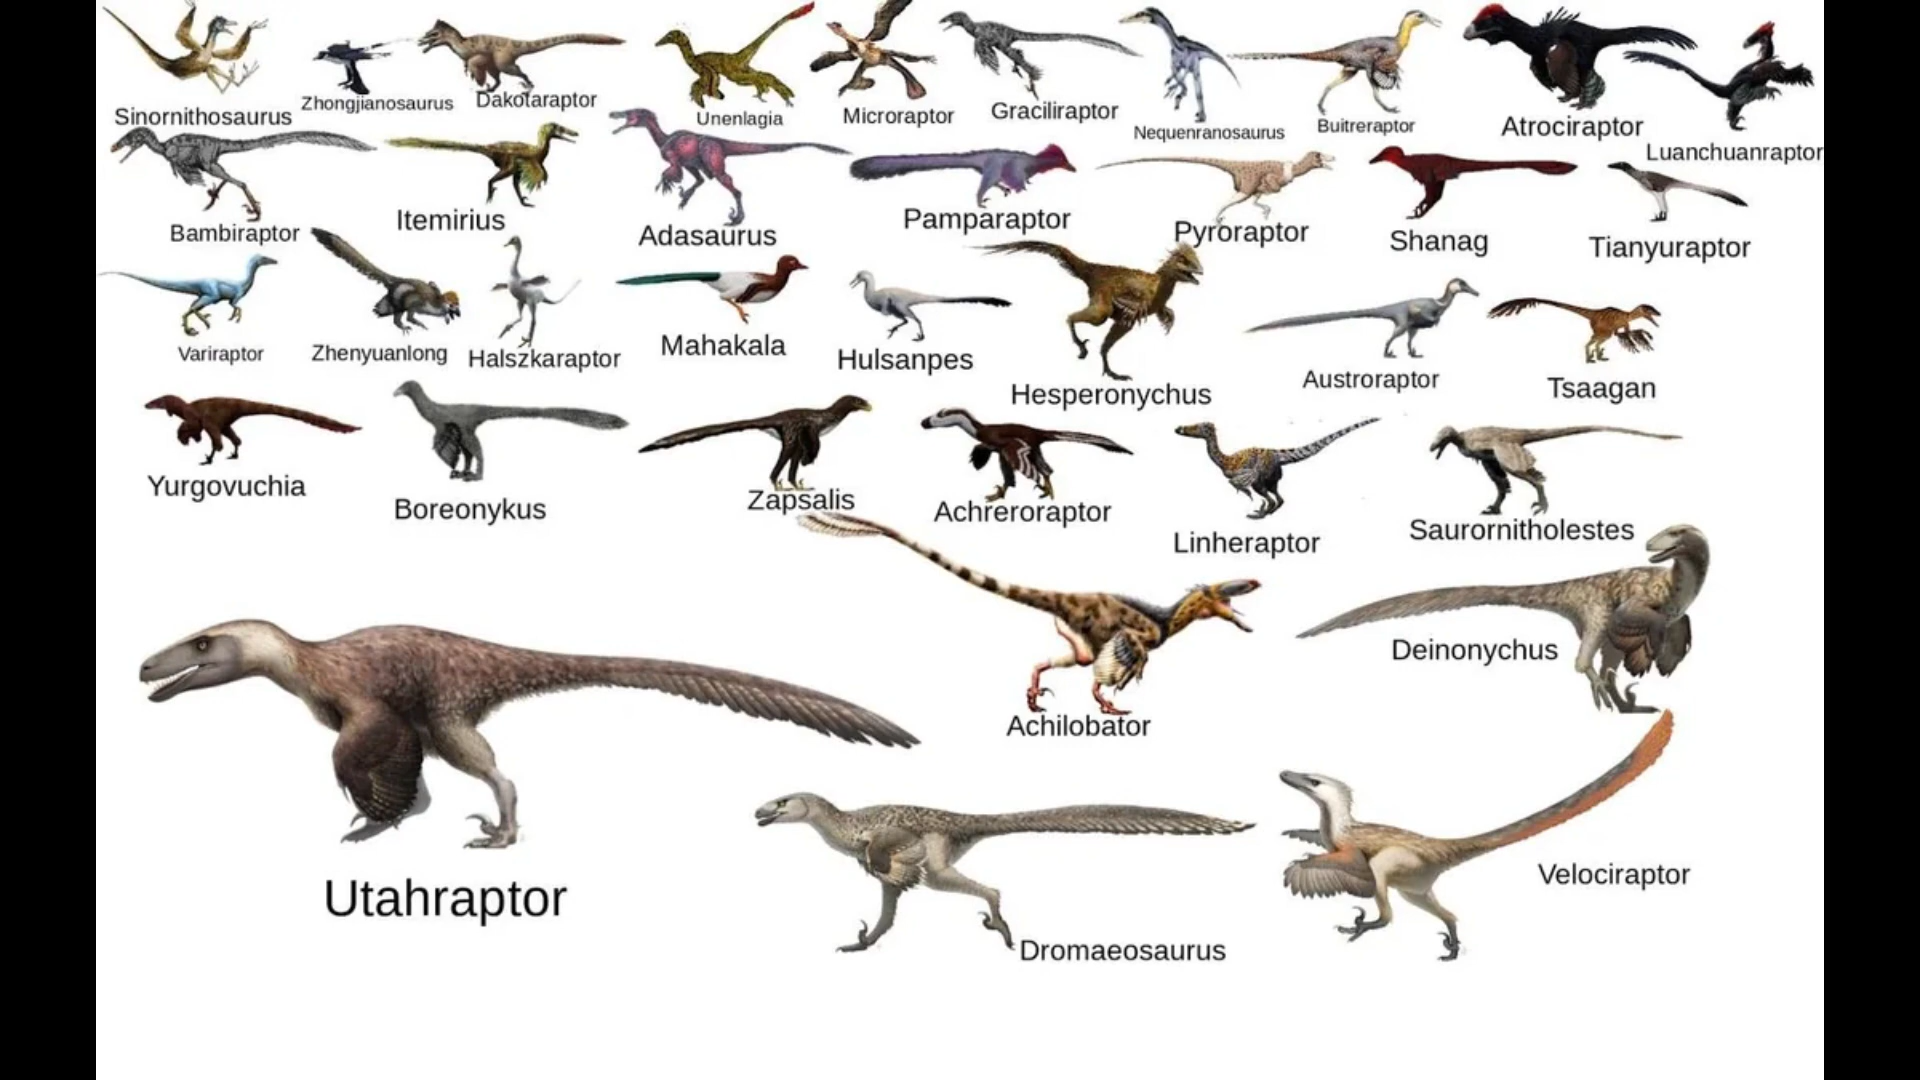 Sinornithosaurus
Zhongjianosaurus
Dakotaraptor
Unenlagia
Microraptor
Graciliraptor
Nequenranosaurus
Buitreraptor
Atrociraptor
Luanchuanraptor
Bambiraptor
Itemirius
Adasaurus
Pamparaptor
Pyroraptor
Shanag
Tianyuraptor
Variraptor
Zhenyuanlong
Halszkaraptor
Mahakala
Hulsanpes
Hesperonychus
Austroraptor
Tsaagan
Yurgovuchia
Boreonykus
Zapsalis
Achreroraptor
Linheraptor
Saurornitholestes
Deinonychus
Achilobator
Utahraptor
Dromaeosaurus
Velociraptor